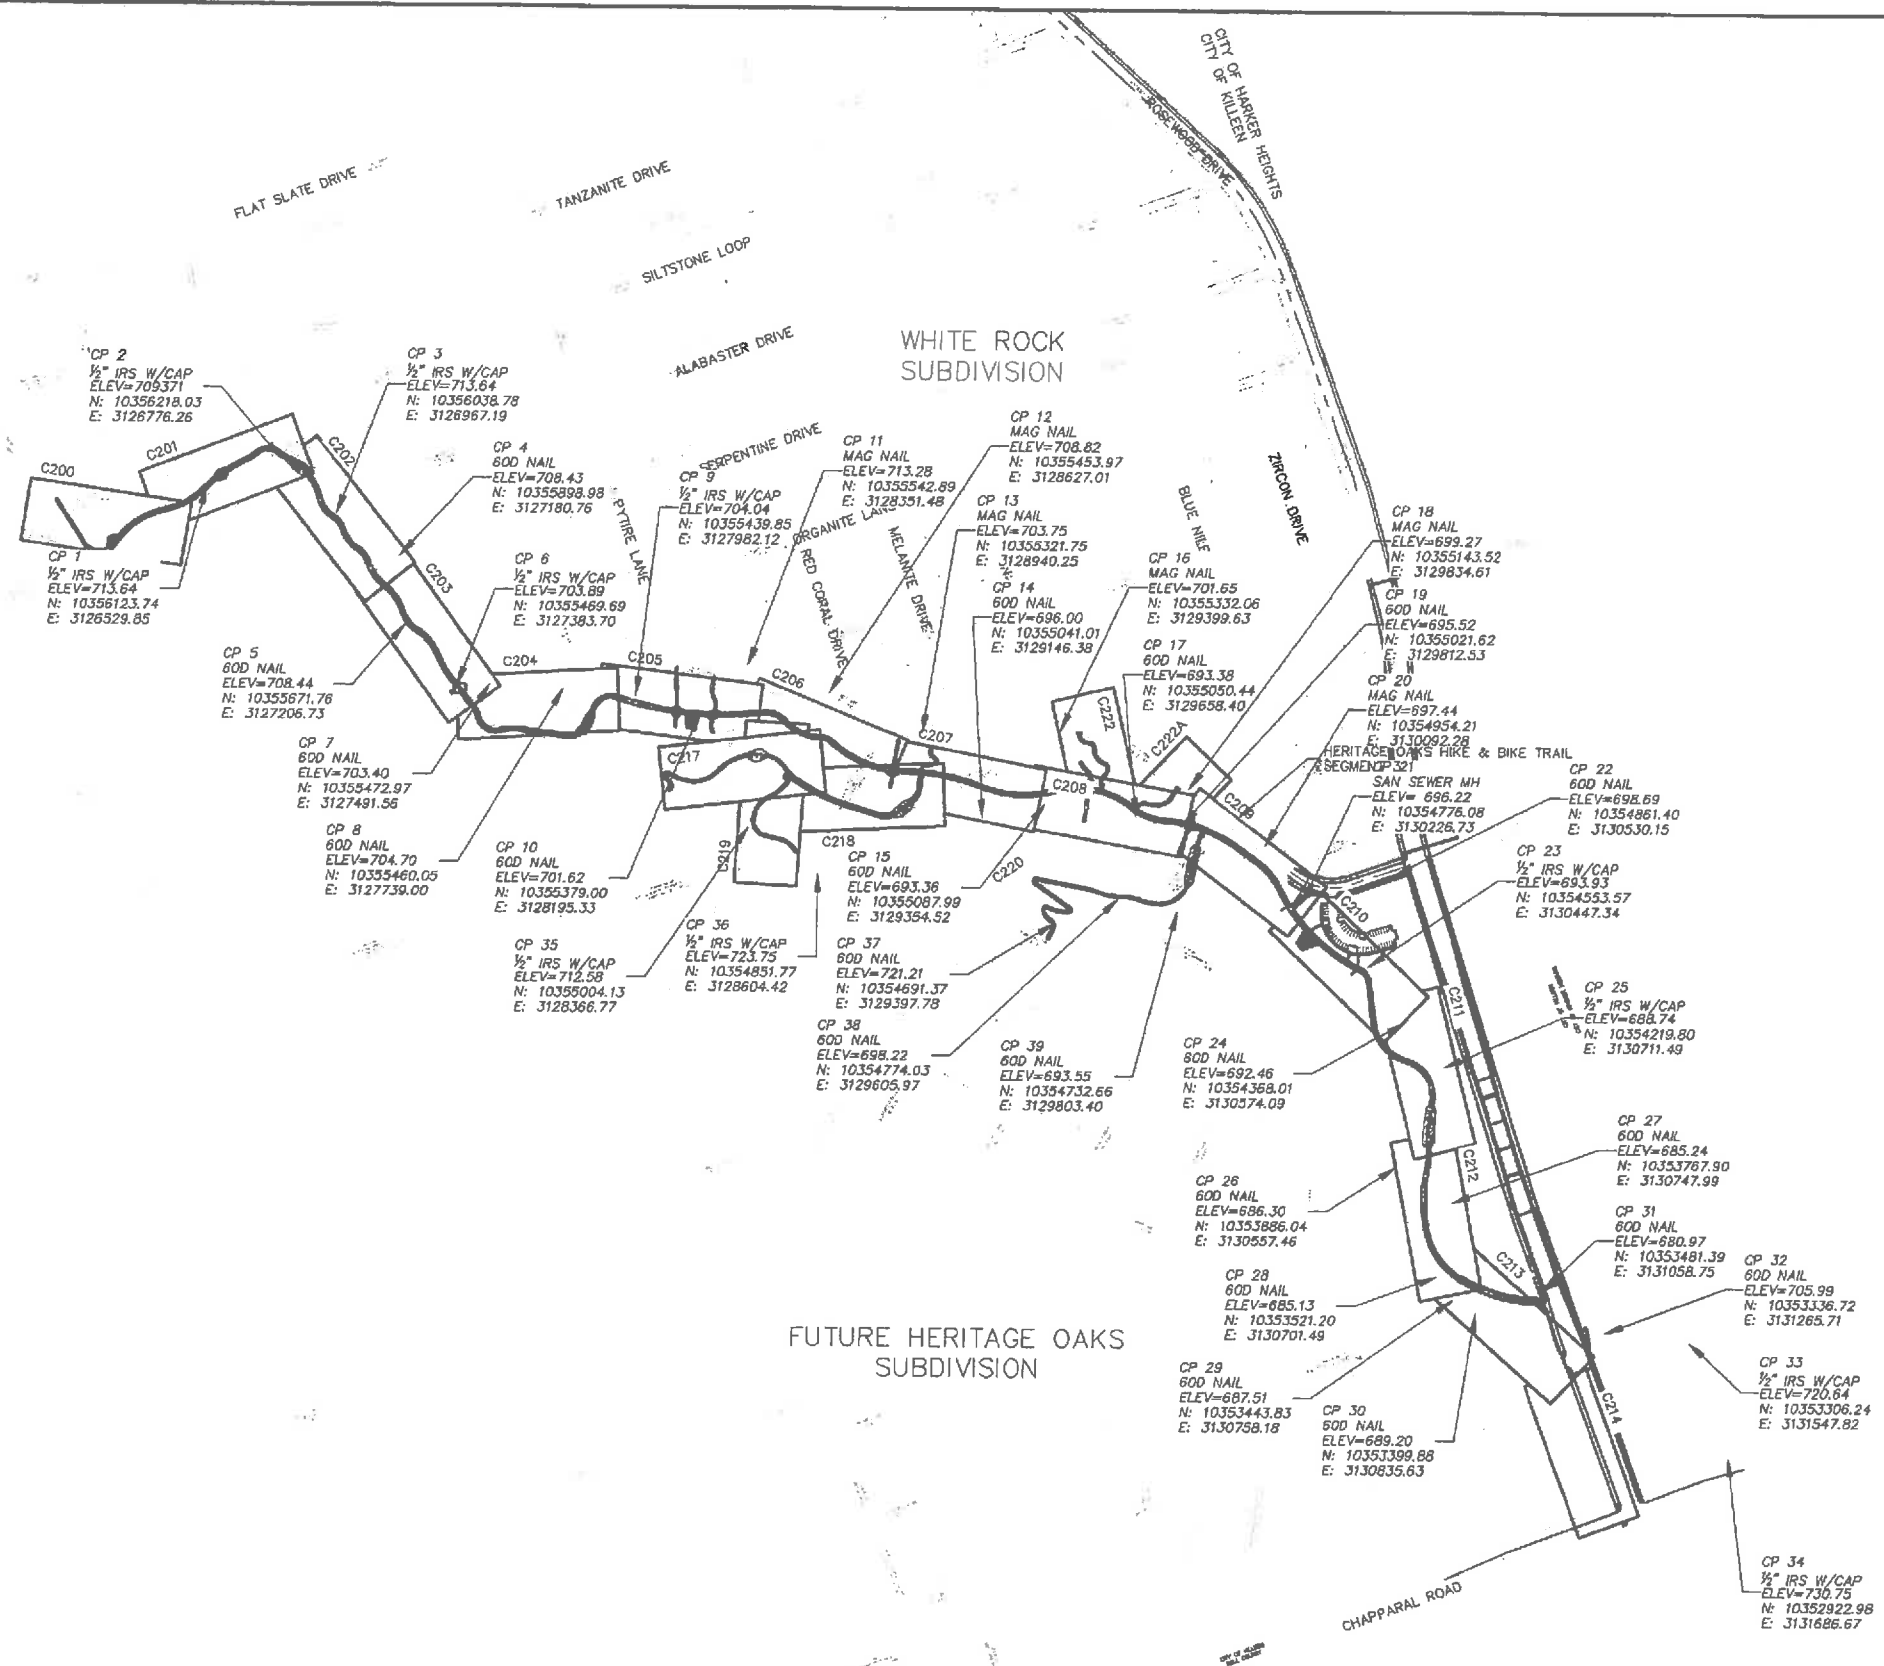 CITY OF HARKER HEIGHTS
CITY OF KILLEEN
ROSEWOOD DRIVE
FLAT SLATE DRIVE
TANZANITE DRIVE
SILTSTONE LOOP
ALABASTER DRIVE
WHITE ROCK
SUBDIVISION
SERPENTINE DRIVE
PYTIRE LANE
ORGANITE LANE
RED CORAL DRIVE
MELANITE DRIVE
BLUE NILE
ZIRCON DRIVE
CP 2
½" IRS W/CAP
ELEV=709371
N: 10356218.03
E: 3126776.26
CP 3
½" IRS W/CAP
ELEV=713.64
N: 10356038.78
E: 3126967.19
CP 4
60D NAIL
ELEV=708.43
N: 10355898.98
E: 3127180.76
CP 1
½" IRS W/CAP
ELEV=713.64
N: 10356123.74
E: 3126529.85
CP 6
½" IRS W/CAP
ELEV=703.89
N: 10355469.69
E: 3127383.70
CP 9
½" IRS W/CAP
ELEV=704.04
N: 10355439.85
E: 3127982.12
CP 11
MAG NAIL
ELEV=713.28
N: 10355542.89
E: 3128351.48
CP 12
MAG NAIL
ELEV=708.82
N: 10355453.97
E: 3128627.01
CP 13
MAG NAIL
ELEV=703.75
N: 10355321.75
E: 3128940.25
CP 14
60D NAIL
ELEV=696.00
N: 10355041.01
E: 3129146.38
CP 16
MAG NAIL
ELEV=701.65
N: 10355332.06
E: 3129399.63
CP 17
60D NAIL
ELEV=693.38
N: 10355050.44
E: 3129658.40
CP 18
MAG NAIL
ELEV=699.27
N: 10355143.52
E: 3129834.61
CP 19
60D NAIL
ELEV=695.52
N: 10355021.62
E: 3129812.53
CP 20
MAG NAIL
ELEV=697.44
N: 10354954.21
E: 3130092.28
HERITAGE OAKS HIKE & BIKE TRAIL
SEGMENT 3
CP 21
SAN SEWER MH
ELEV= 696.22
N: 10354776.08
E: 3130226.73
CP 22
60D NAIL
ELEV=698.69
N: 10354861.40
E: 3130530.15
CP 23
½" IRS W/CAP
ELEV=693.93
N: 10354553.57
E: 3130447.34
CP 5
60D NAIL
ELEV=708.44
N: 10355671.76
E: 3127206.73
CP 7
60D NAIL
ELEV=703.40
N: 10355472.97
E: 3127491.56
CP 8
60D NAIL
ELEV=704.70
N: 10355460.05
E: 3127739.00
CP 10
60D NAIL
ELEV=701.62
N: 10355379.00
E: 3128195.33
CP 15
60D NAIL
ELEV=693.36
N: 10355087.99
E: 3129354.52
CP 35
½" IRS W/CAP
ELEV=712.58
N: 10355004.13
E: 3128366.77
CP 36
½" IRS W/CAP
ELEV=723.75
N: 10354851.77
E: 3128604.42
CP 37
60D NAIL
ELEV=721.21
N: 10354691.37
E: 3129397.78
CP 38
60D NAIL
ELEV=698.22
N: 10354774.03
E: 3129605.97
CP 39
60D NAIL
ELEV=693.55
N: 10354732.66
E: 3129803.40
CP 24
60D NAIL
ELEV=692.46
N: 10354368.01
E: 3130574.09
CP 25
½" IRS W/CAP
ELEV=688.74
N: 10354219.80
E: 3130711.49
CP 26
60D NAIL
ELEV=686.30
N: 10353886.04
E: 3130557.46
CP 27
60D NAIL
ELEV=685.24
N: 10353767.90
E: 3130747.99
CP 28
60D NAIL
ELEV=685.13
N: 10353521.20
E: 3130701.49
CP 29
60D NAIL
ELEV=687.51
N: 10353443.83
E: 3130758.18
CP 30
60D NAIL
ELEV=689.20
N: 10353399.88
E: 3130835.63
CP 31
60D NAIL
ELEV=680.97
N: 10353481.39
E: 3131058.75
CP 32
60D NAIL
ELEV=705.99
N: 10353336.72
E: 3131265.71
CP 33
½" IRS W/CAP
ELEV=720.64
N: 10353306.24
E: 3131547.82
CP 34
½" IRS W/CAP
ELEV=730.75
N: 10352922.98
E: 3131686.67
C200
C201
C202
C203
C204
C205
C206
C207
C208
C209
C210
C211
C212
C213
C214
C217
C218
C219
C220
C222
C222A
FUTURE HERITAGE OAKS
SUBDIVISION
CHAPPARAL ROAD